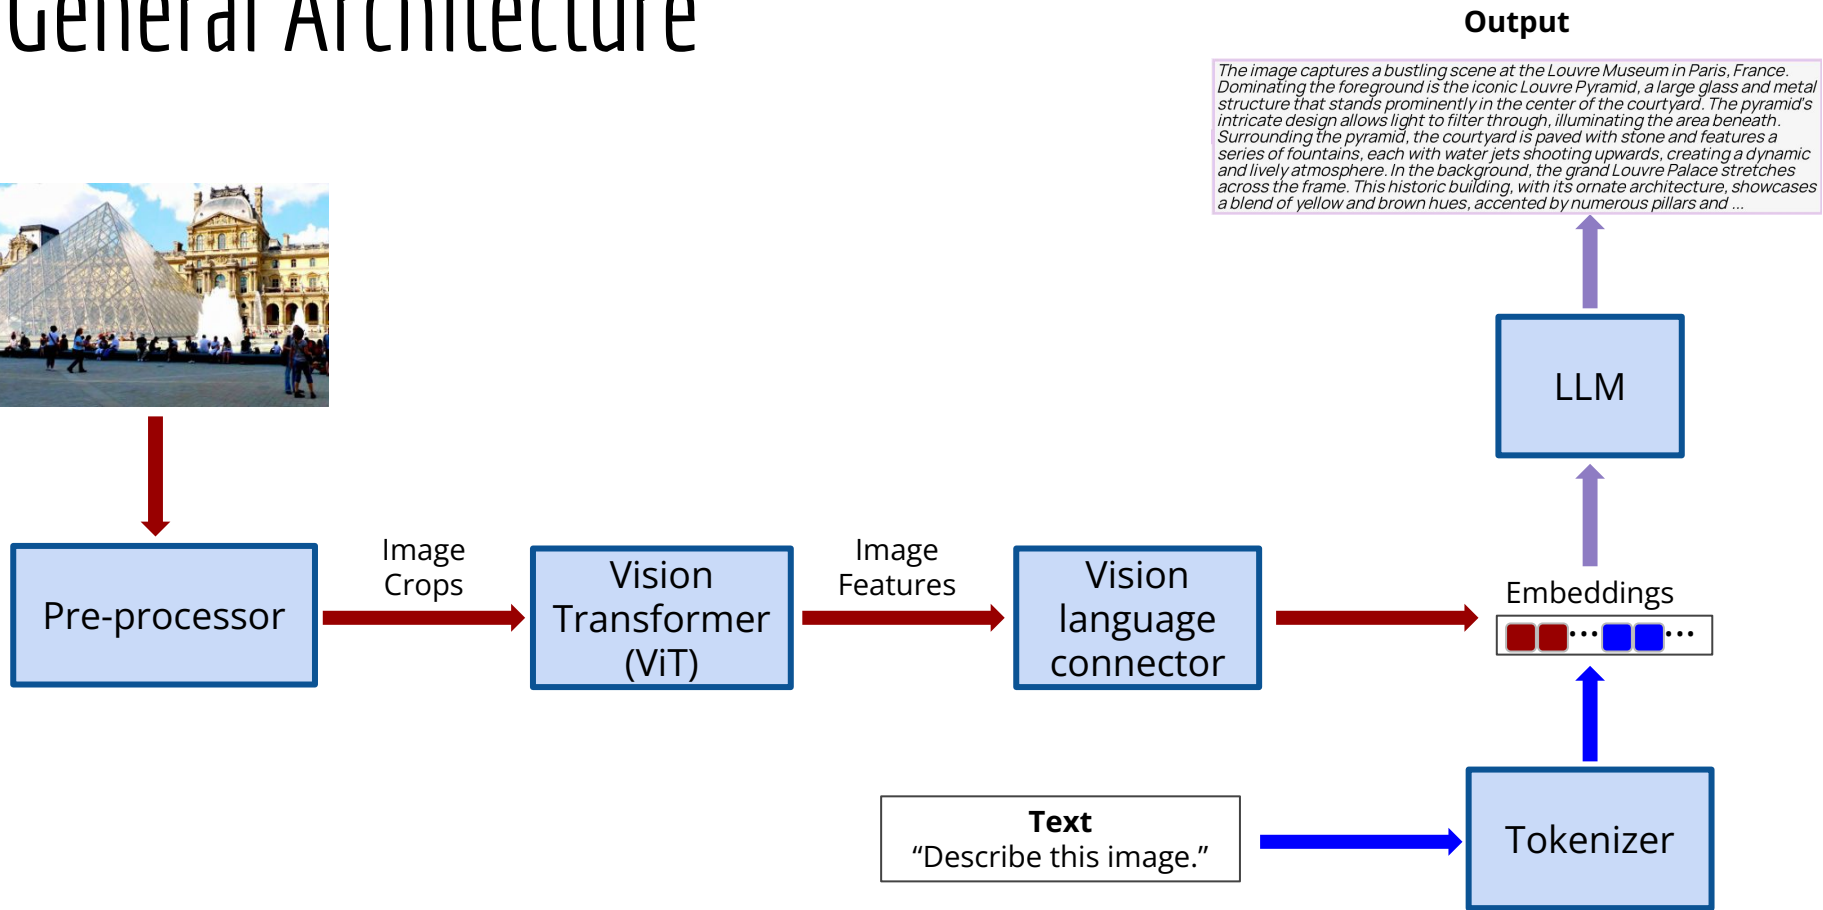 General Architecture
Output
The image captures a bustling scene at the Louvre Museum in Paris, France.
Dominating the foreground is the iconic Louvre Pyramid, a large glass and metal
structure that stands prominently in the center of the courtyard. The pyramid's
intricate design allows light to filter through, illuminating the area beneath.
Surrounding the pyramid, the courtyard is paved with stone and features a
series of fountains, each with water jets shooting upwards, creating a dynamic
and lively atmosphere. In the background, the grand Louvre Palace stretches
across the frame. This historic building, with its ornate architecture, showcases
a blend of yellow and brown hues, accented by numerous pillars and ...
LLM
Pre-processor
Image
Crops
Vision
Transformer
(ViT)
Image
Features
Vision
language
connector
Embeddings
...
...
Text
“Describe this image.”
Tokenizer